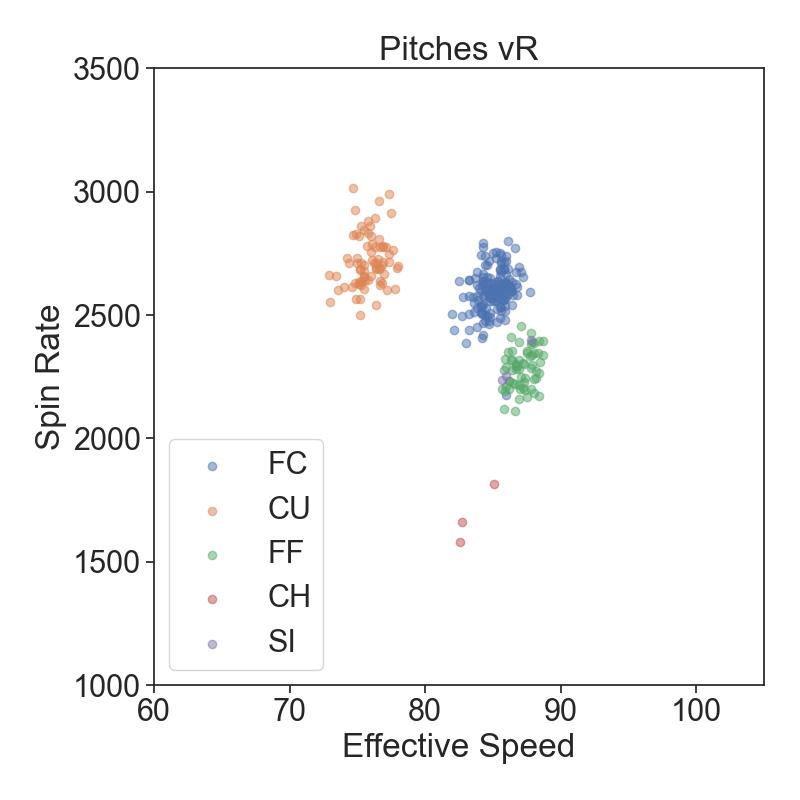 Pitches vR
3500
3000
2500
2000
1500
1000
Spin Rate
FC
CU
FF
CH
SI
60 70 80 90 100
Effective Speed